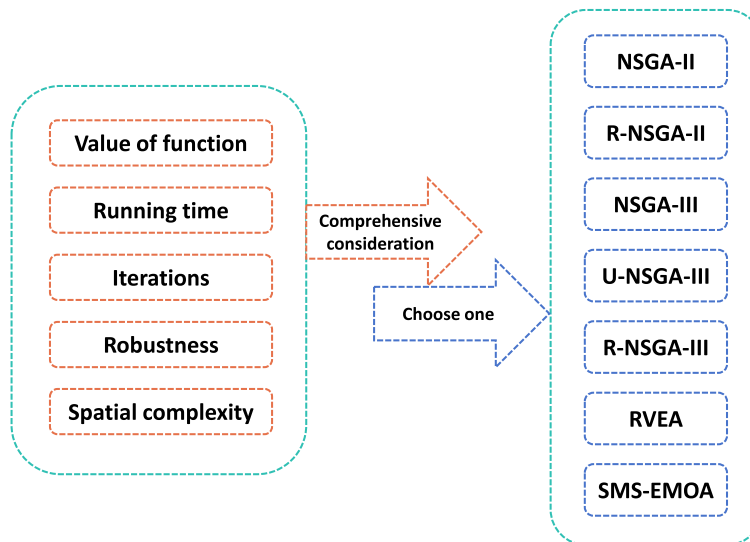 Value of function
Running time
Iterations
Robustness
Spatial complexity
Comprehensive
consideration
Choose one
NSGA-II
R-NSGA-II
NSGA-III
U-NSGA-III
R-NSGA-III
RVEA
SMS-EMOA